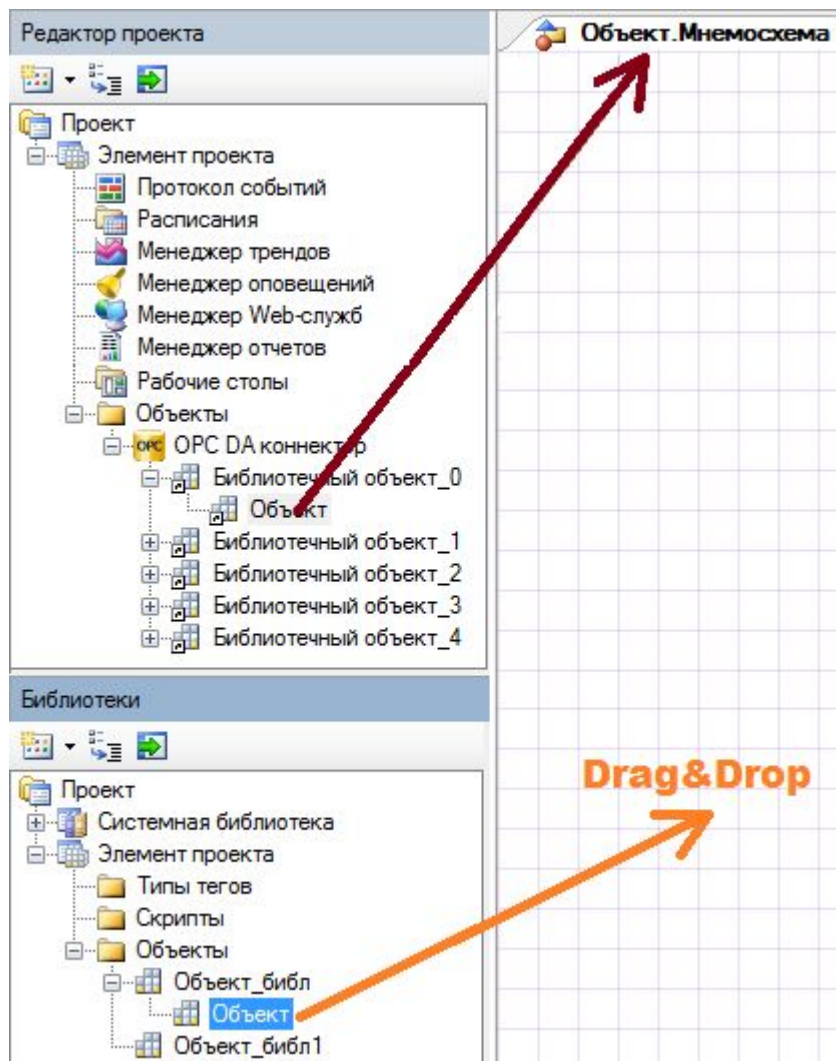 Редактор проекта
Объект.Мнемосхема
Проект
Элемент проекта
Протокол событий
Расписания
Менеджер трендов
Менеджер оповещений
Менеджер Web-служб
Менеджер отчетов
Рабочие столы
Объекты
OPC OPC DA коннектор
Библиотечный объект_0
Объект
Библиотечный объект_1
Библиотечный объект_2
Библиотечный объект_3
Библиотечный объект_4
Библиотеки
Drag&Drop
Проект
Системная библиотека
Элемент проекта
Типы тегов
Скрипты
Объекты
Объект_библ
Объект
Объект_библ1